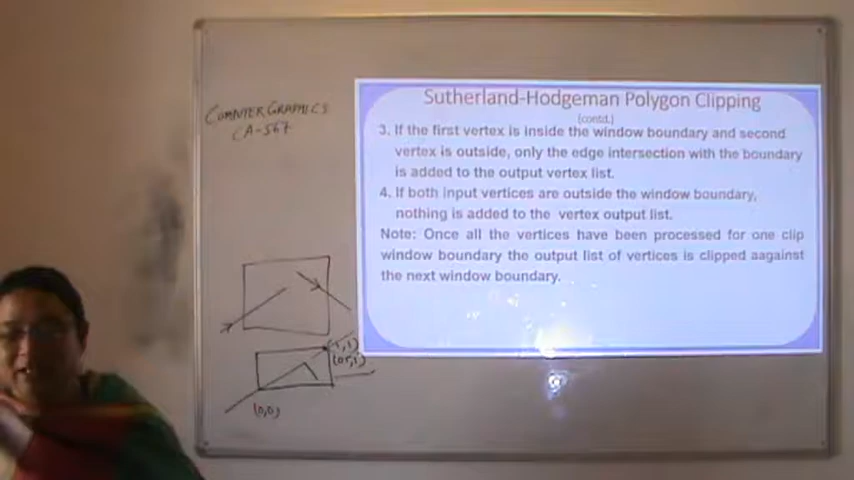 COMPUTER GRAPHICS
CA-567
Sutherland-Hodgeman Polygon Clipping
(contd.)
3. If the first vertex is inside the window boundary and second
vertex is outside, only the edge intersection with the boundary
is added to the output vertex list.
4. If both input vertices are outside the window boundary,
nothing is added to the vertex output list.
Note: Once all the vertices have been processed for one clip
window boundary the output list of vertices is clipped aagainst
the next window boundary.
(0,0)